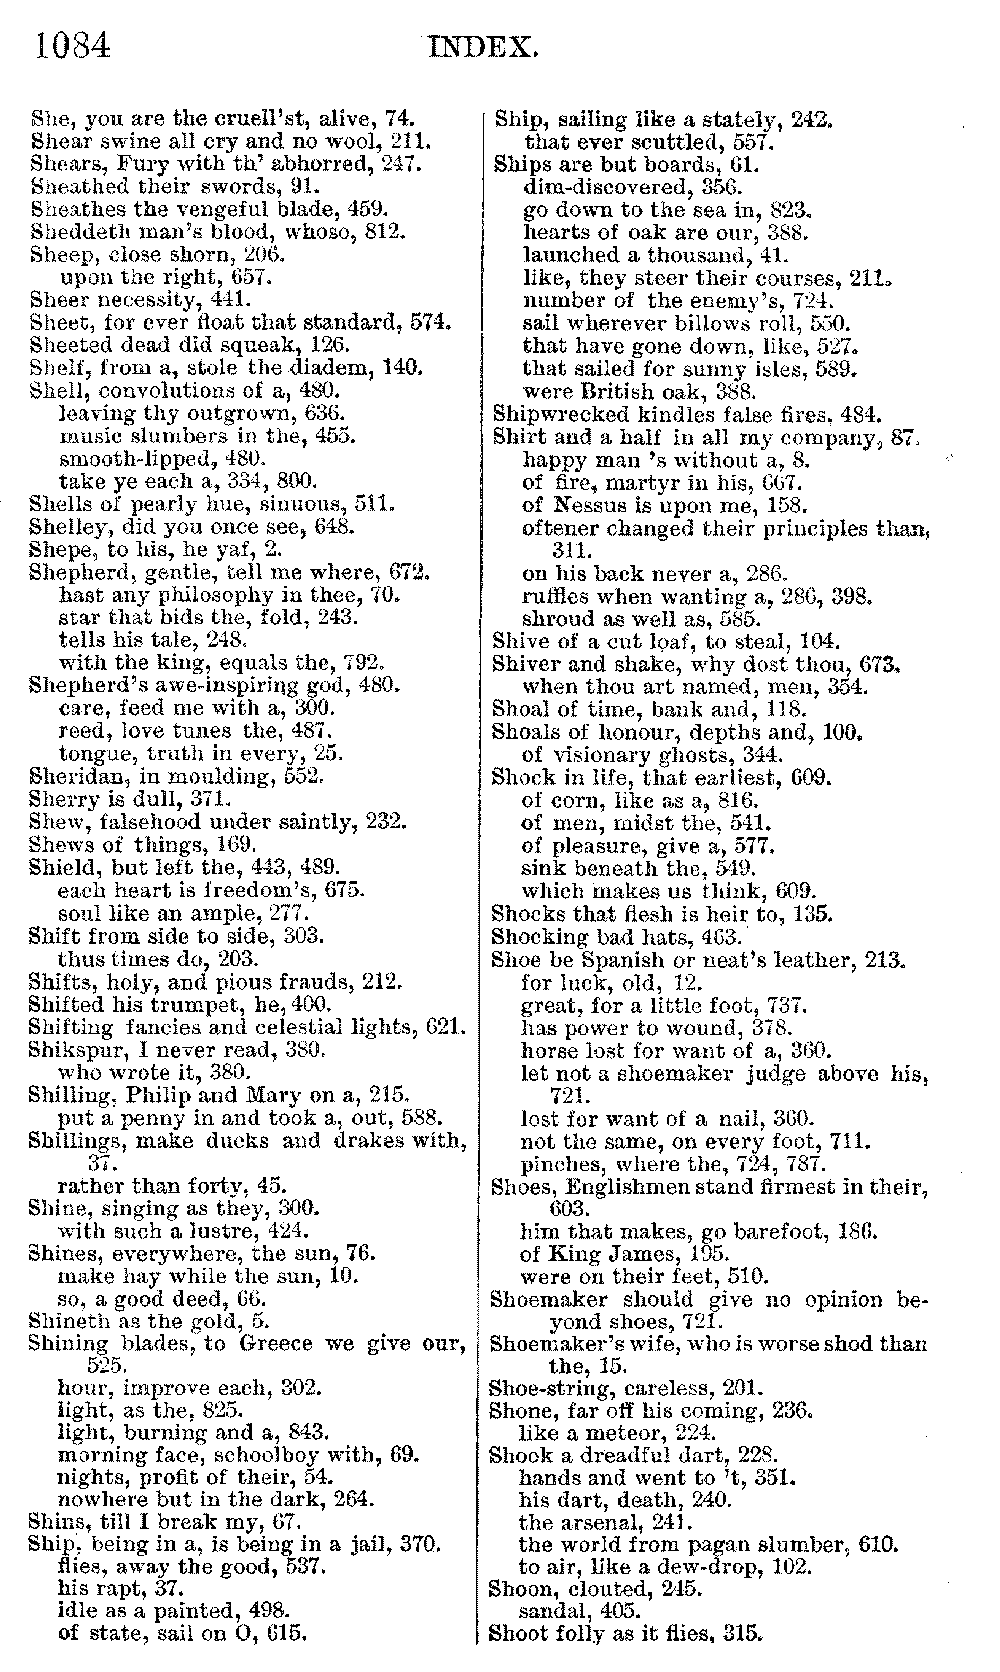 1084
INDEX.
She, you are the cruell'st, alive, 74.
Shear swine all cry and no wool, 211.
Shears, Fury with th' abhorred, 247.
Sheathed their swords, 91.
Sheathes the vengeful blade, 459.
Sheddeth man's blood, whoso, 812.
Sheep, close shorn, 206.
upon the right, 657.
Sheer necessity, 441.
Sheet, for ever float that standard, 574.
Sheeted dead did squeak, 126.
Shelf, from a, stole the diadem, 140.
Shell, convolutions of a, 480.
leaving thy outgrown, 636.
music slumbers in the, 455.
smooth-lipped, 480.
take ye each a, 334, 800.
Shells of pearly hue, sinuous, 511.
Shelley, did you once see, 648.
Shepe, to his, he yaf, 2.
Shepherd, gentle, tell me where, 672.
hast any philosophy in thee, 70.
star that bids the, fold, 243.
tells his tale, 248.
with the king, equals the, 792.
Shepherd's awe-inspiring god, 480.
care, feed me with a, 300.
reed, love tunes the, 487.
tongue, truth in every, 25.
Sheridan, in moulding, 552.
Sherry is dull, 371.
Shew, falsehood under saintly, 232.
Shews of things, 169.
Shield, but left the, 443, 489.
each heart is freedom's, 675.
soul like an ample, 277.
Shift from side to side, 303.
thus times do, 203.
Shifts, holy, and pious frauds, 212.
Shifted his trumpet, he, 400.
Shifting fancies and celestial lights, 621.
Shikspur, I never read, 380.
who wrote it, 380.
Shilling, Philip and Mary on a, 215.
put a penny in and took a, out, 588.
Shillings, make ducks and drakes with,
37.
rather than forty, 45.
Shine, singing as they, 300.
with such a lustre, 424.
Shines, everywhere, the sun, 76.
make hay while the sun, 10.
so, a good deed, 66.
Shineth as the gold, 5.
Shining blades, to Greece we give our,
525.
hour, improve each, 302.
light, as the, 825.
light, burning and a, 843.
morning face, schoolboy with, 69.
nights, profit of their, 54.
nowhere but in the dark, 264.
Shins, till I break my, 67.
Ship, being in a, is being in a jail, 370.
flies, away the good, 537.
his rapt, 37.
idle as a painted, 498.
of state, sail on O, 615.
Ship, sailing like a stately, 242.
that ever scuttled, 557.
Ships are but boards, 61.
dim-discovered, 356.
go down to the sea in, 823.
hearts of oak are our, 388.
launched a thousand, 41.
like, they steer their courses, 211.
number of the enemy's, 724.
sail wherever billows roll, 550.
that have gone down, like, 527.
that sailed for sunny isles, 589.
were British oak, 388.
Shipwrecked kindles false fires, 484.
Shirt and a half in all my company, 87.
happy man 's without a, 8.
of fire, martyr in his, 667.
of Nessus is upon me, 158.
oftener changed their principles than,
311.
on his back never a, 286.
ruffles when wanting a, 286, 398.
shroud as well as, 585.
Shive of a cut loaf, to steal, 104.
Shiver and shake, why dost thou, 673.
when thou art named, men, 354.
Shoal of time, bank and, 118.
Shoals of honour, depths and, 100.
of visionary ghosts, 344.
Shock in life, that earliest, 609.
of corn, like as a, 816.
of men, midst the, 541.
of pleasure, give a, 577.
sink beneath the, 549.
which makes us think, 609.
Shocks that flesh is heir to, 135.
Shocking bad hats, 463.
Shoe be Spanish or neat's leather, 213.
for luck, old, 12.
great, for a little foot, 737.
has power to wound, 378.
horse lost for want of a, 360.
let not a shoemaker judge above his,
721.
lost for want of a nail, 360.
not the same, on every foot, 711.
pinches, where the, 724, 787.
Shoes, Englishmen stand firmest in their,
603.
him that makes, go barefoot, 186.
of King James, 195.
were on their feet, 510.
Shoemaker should give no opinion be-
yond shoes, 721.
Shoemaker's wife, who is worse shod than
the, 15.
Shoe-string, careless, 201.
Shone, far off his coming, 236.
like a meteor, 224.
Shook a dreadful dart, 228.
hands and went to 't, 351.
his dart, death, 240.
the arsenal, 241.
the world from pagan slumber, 610.
to air, like a dew-drop, 102.
Shoon, clouted, 245.
sandal, 405.
Shoot folly as it flies, 315.